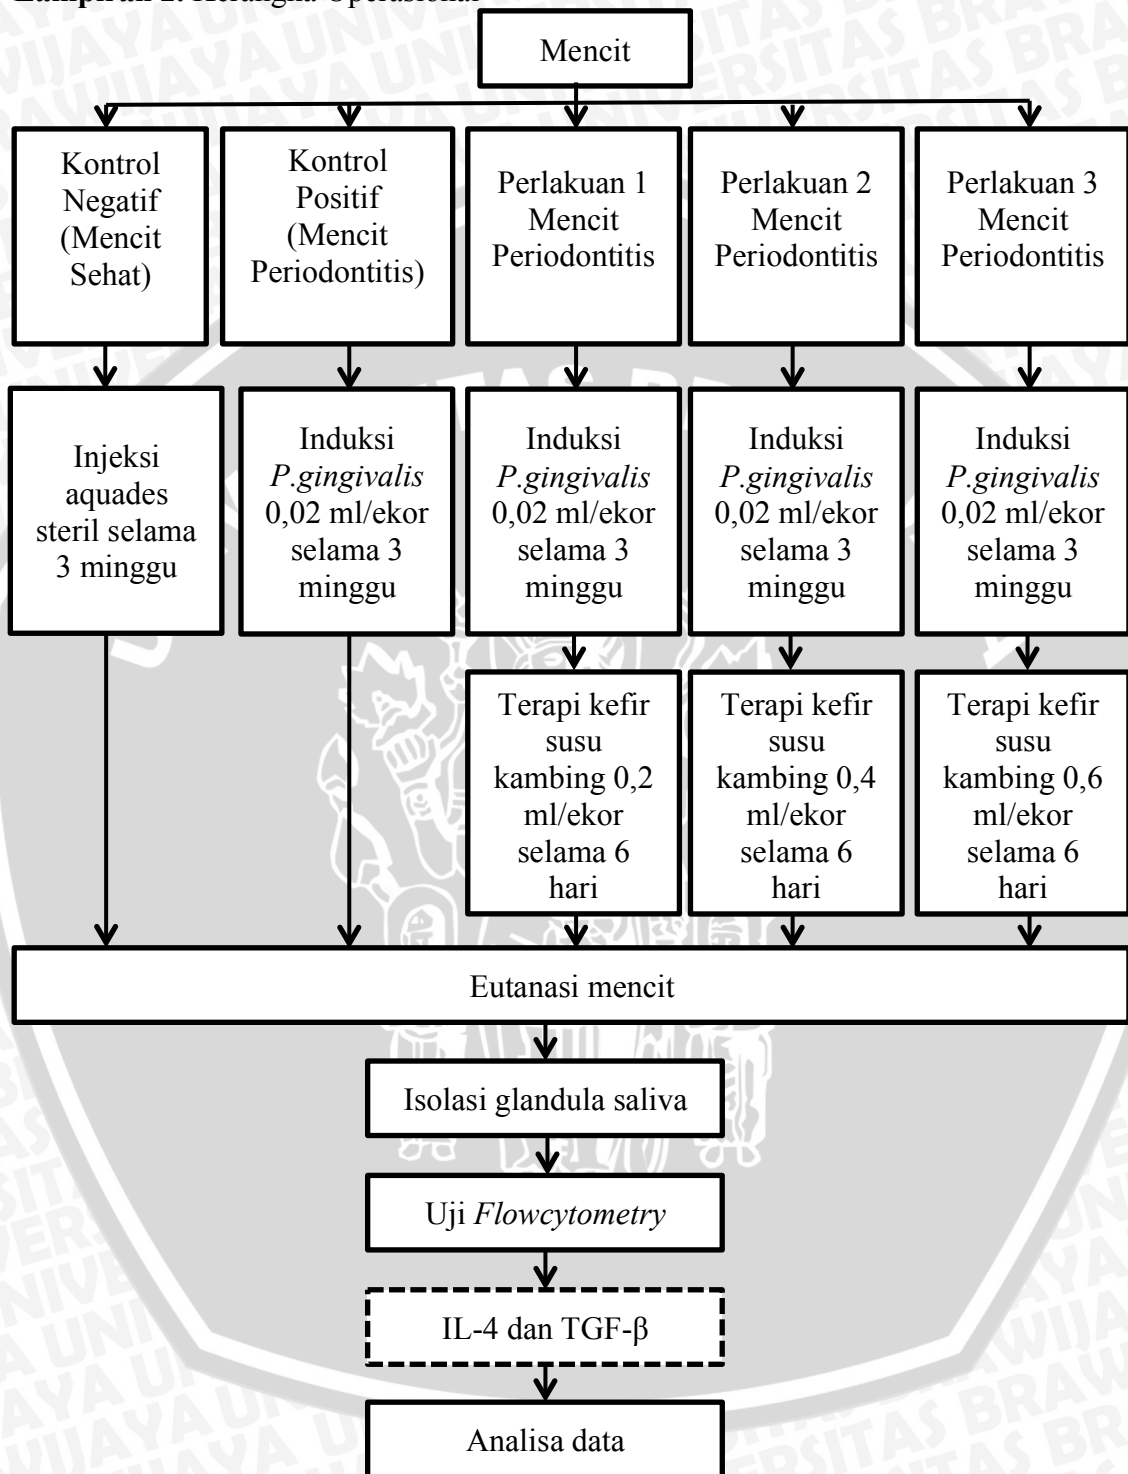 Lampiran 2. Kerangka Operasional
Mencit
Kontrol
Negatif
(Mencit
Sehat)
Kontrol
Positif
(Mencit
Periodontitis)
Perlakuan 1
Mencit
Periodontitis
Perlakuan 2
Mencit
Periodontitis
Perlakuan 3
Mencit
Periodontitis
Injeksi
aquades
steril selama
3 minggu
Induksi
P.gingivalis
0,02 ml/ekor
selama 3
minggu
Induksi
P.gingivalis
0,02 ml/ekor
selama 3
minggu
Induksi
P.gingivalis
0,02 ml/ekor
selama 3
minggu
Induksi
P.gingivalis
0,02 ml/ekor
selama 3
minggu
Terapi kefir
susu
kambing 0,2
ml/ekor
selama 6
hari
Terapi kefir
susu
kambing 0,4
ml/ekor
selama 6
hari
Terapi kefir
susu
kambing 0,6
ml/ekor
selama 6
hari
Eutanasi mencit
Isolasi glandula saliva
Uji Flowcytometry
IL-4 dan TGF-β
Analisa data